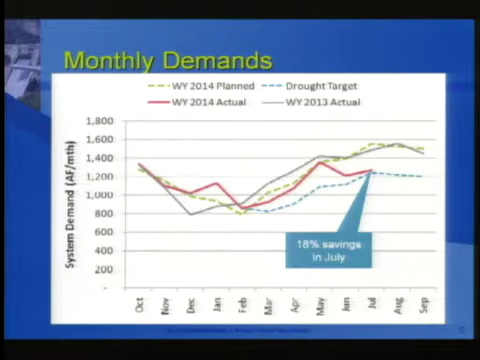 Monthly Demands
WY 2014 Planned
Drought Target
WY 2014 Actual
WY 2013 Actual
System Demand (AF/mth)
1,800
1,600
1,400
1,200
1,000
800
600
400
200
-
18% savings
in July
Oct
Nov
Dec
Jan
Feb
Mar
Apr
May
Jun
Jul
Aug
Sep